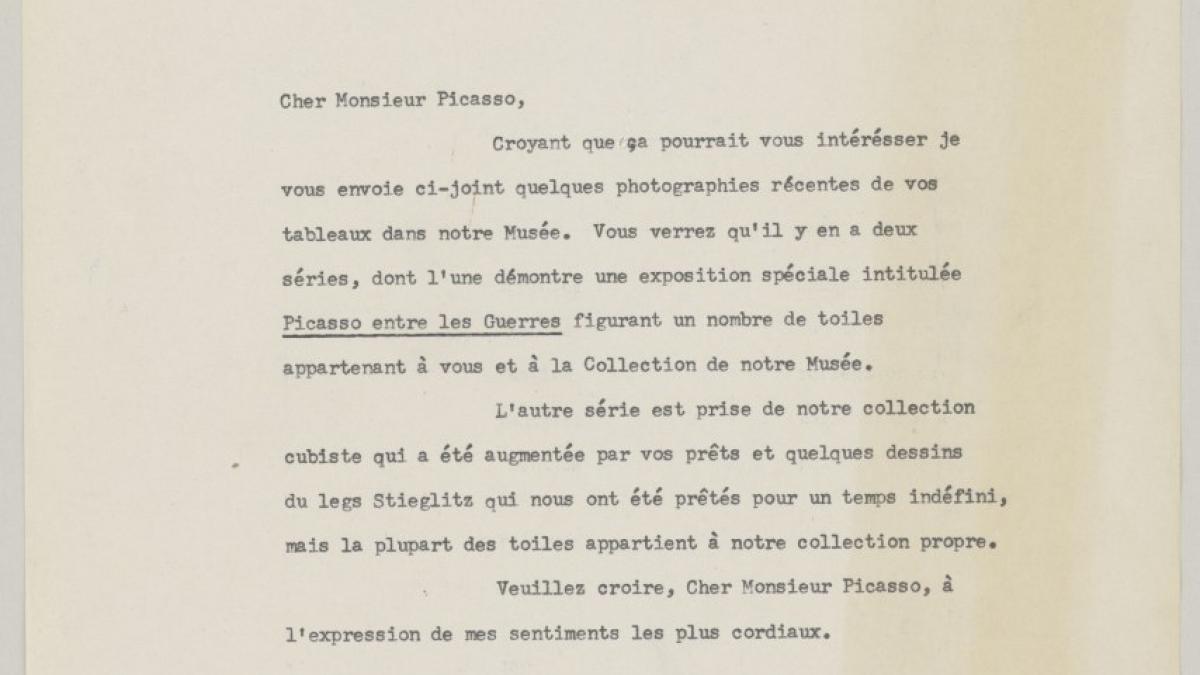 Cher Monsieur Picasso,
Croyant que ça pourrait vous intérésser je
vous envoie ci-joint quelques photographies récentes de vos
tableaux dans notre Musée. Vous verrez qu'il y en a deux
séries, dont l'une démontre une exposition spéciale intitulée
Picasso entre les Guerres figurant un nombre de toiles
appartenant à vous et à la Collection de notre Musée.
L'autre série est prise de notre collection
cubiste qui a été augmentée par vos prêts et quelques dessins
du legs Stieglitz qui nous ont été prêtés pour un temps indéfini,
mais la plupart des toiles appartient à notre collection propre.
Veuillez croire, Cher Monsieur Picasso, à
l'expression de mes sentiments les plus cordiaux.